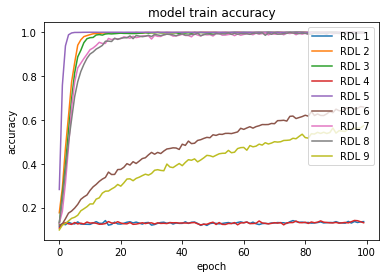 model train accuracy
accuracy
1.0
0.8
0.6
0.4
0.2
0
20
40
60
80
100
epoch
RDL 1
RDL 2
RDL 3
RDL 4
RDL 5
RDL 6
RDL 7
RDL 8
RDL 9